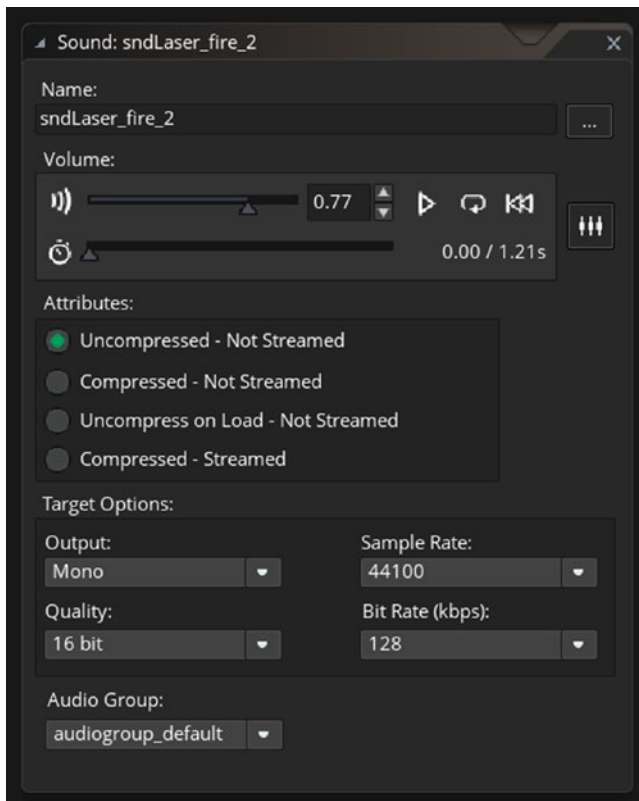 Sound: sndLaser_fire_2
Name:
sndLaser_fire_2
...
Volume:
0.77
0.00 / 1.21s
Attributes:
Uncompressed - Not Streamed
Compressed - Not Streamed
Uncompress on Load - Not Streamed
Compressed - Streamed
Target Options:
Output: Sample Rate:
Mono 44100
Quality: Bit Rate (kbps):
16 bit 128
Audio Group:
audiogroup_default